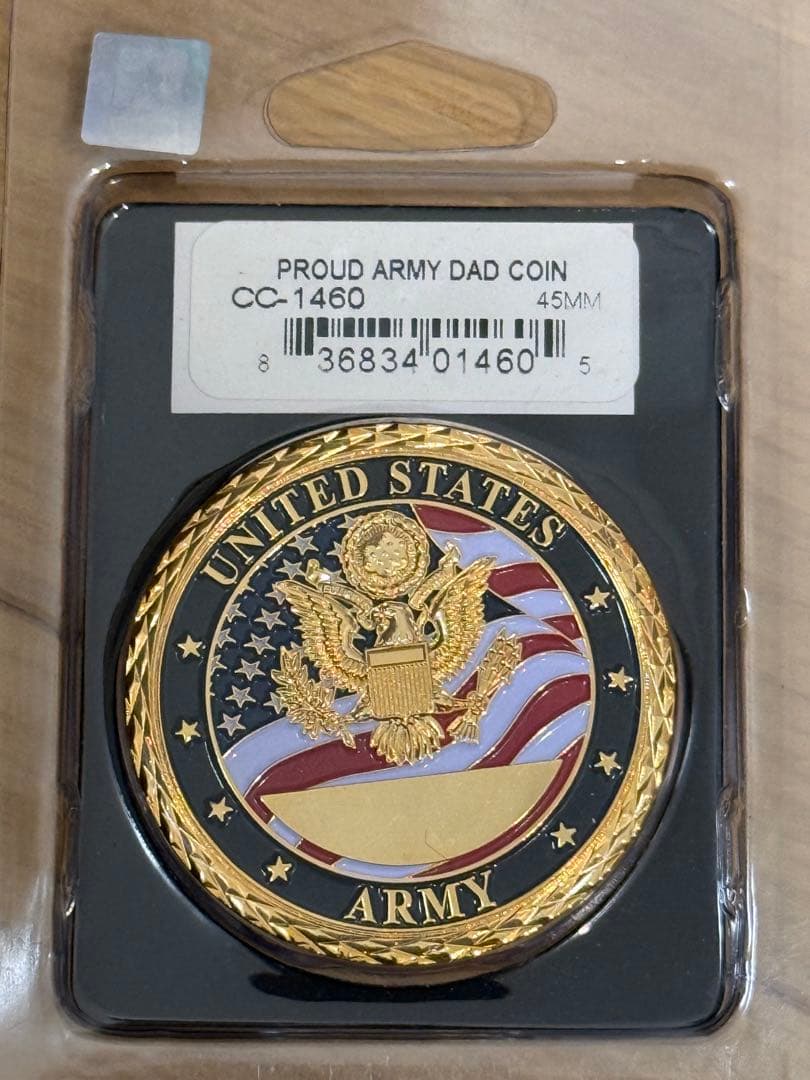 PROUD ARMY DAD COIN
CC-1460 45MM
8 36834 01460 5
UNITED STATES
ARMY